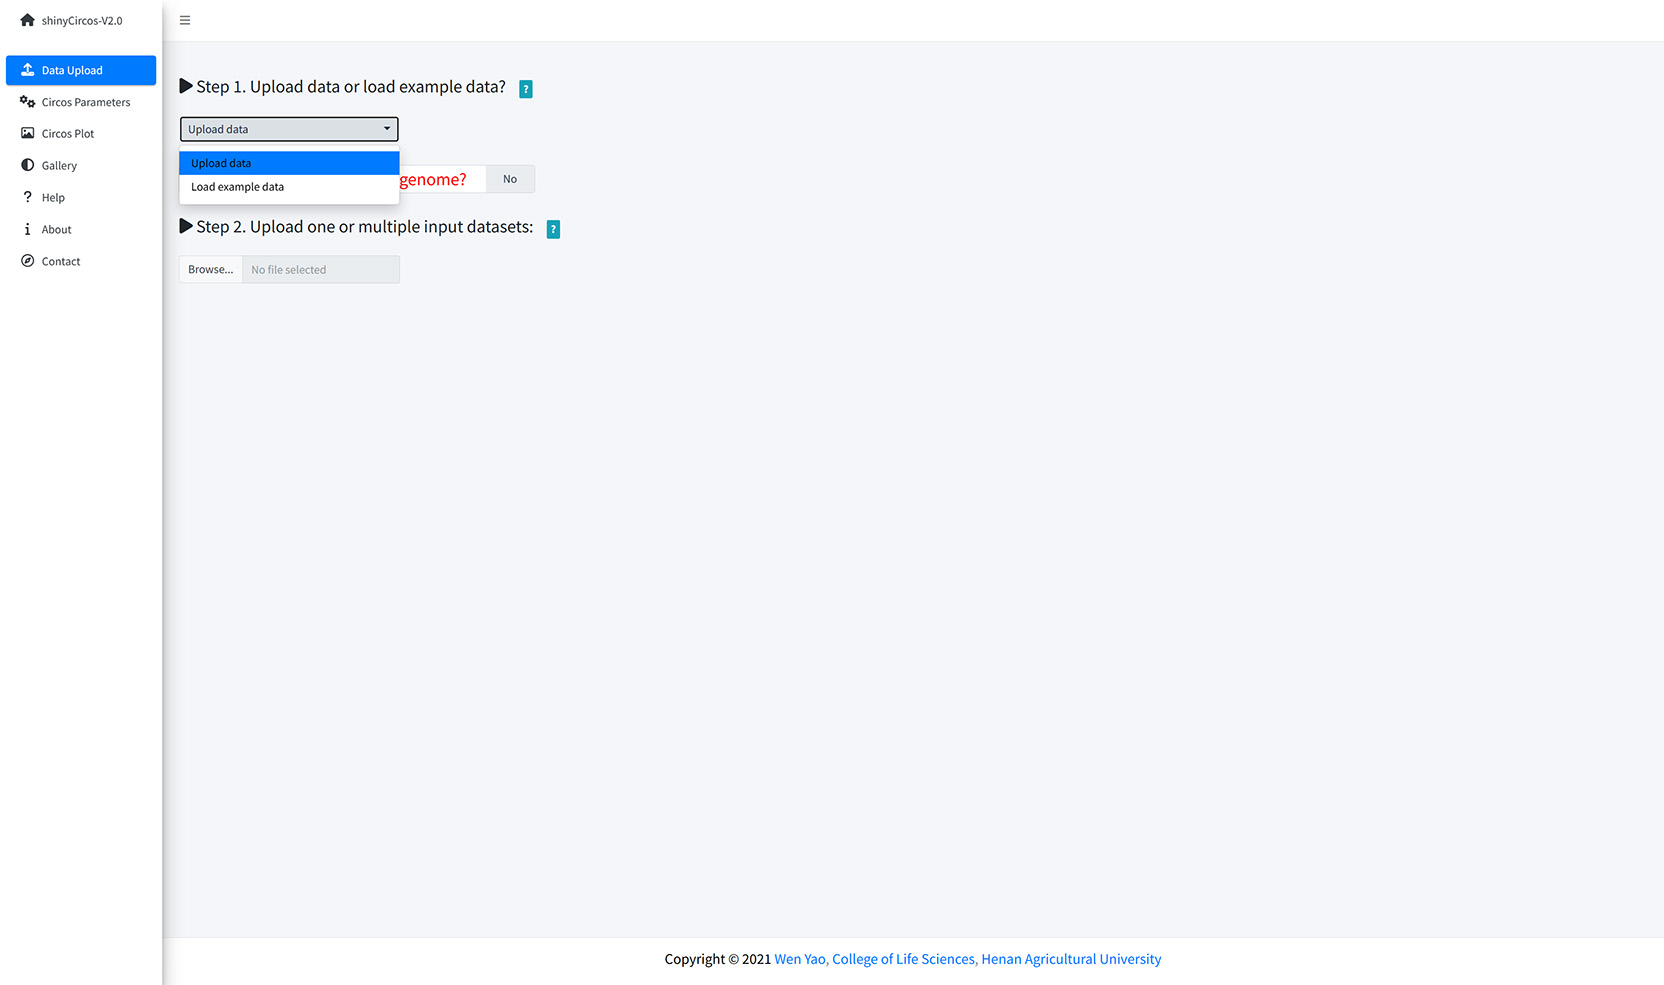 shinyCircos-V2.0
Data Upload
Circos Parameters
Circos Plot
Gallery
Help
About
Contact
Step 1. Upload data or load example data? ?
Upload data
Upload data
Load example data
genome? No
Step 2. Upload one or multiple input datasets: ?
Browse... No file selected
Copyright © 2021 Wen Yao, College of Life Sciences, Henan Agricultural University